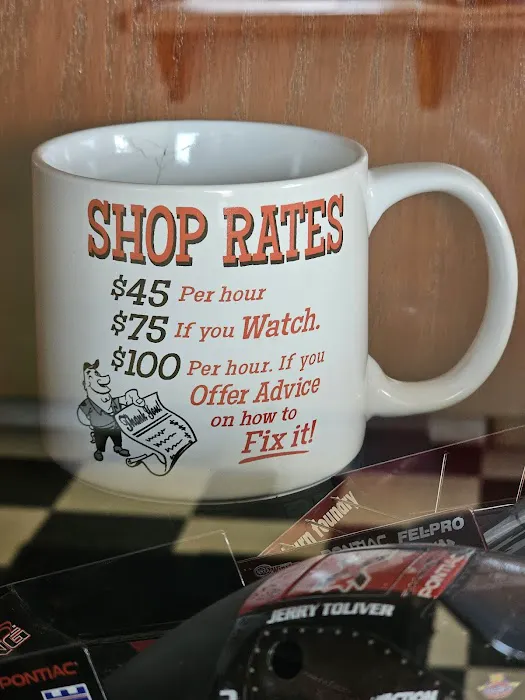 SHOP RATES
$45 Per hour
$75 If you Watch.
$100 Per hour. If you
Offer Advice
on how to
Fix it!
Thank You!
PONTIAC FEL-PRO
PONTIAC
JERRY TOLIVER
PONTIAC